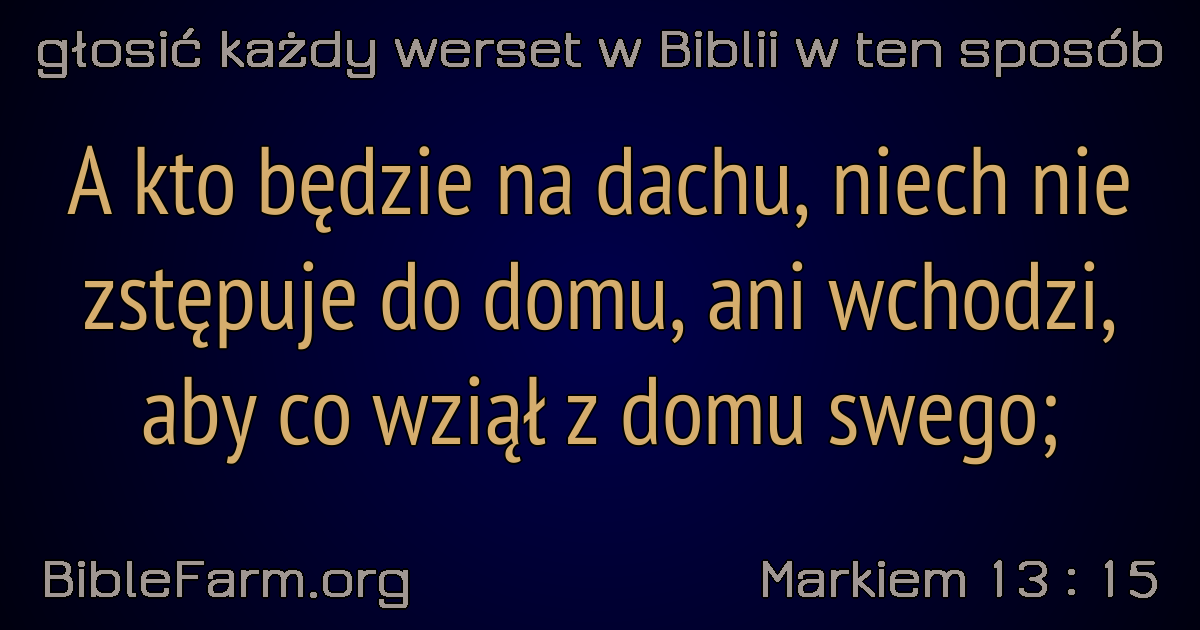 głosić każdy werset w Biblii w ten sposób
A kto będzie na dachu, niech nie
zstępuje do domu, ani wchodzi,
aby co wziął z domu swego;
BibleFarm.org
Markiem 13 : 15